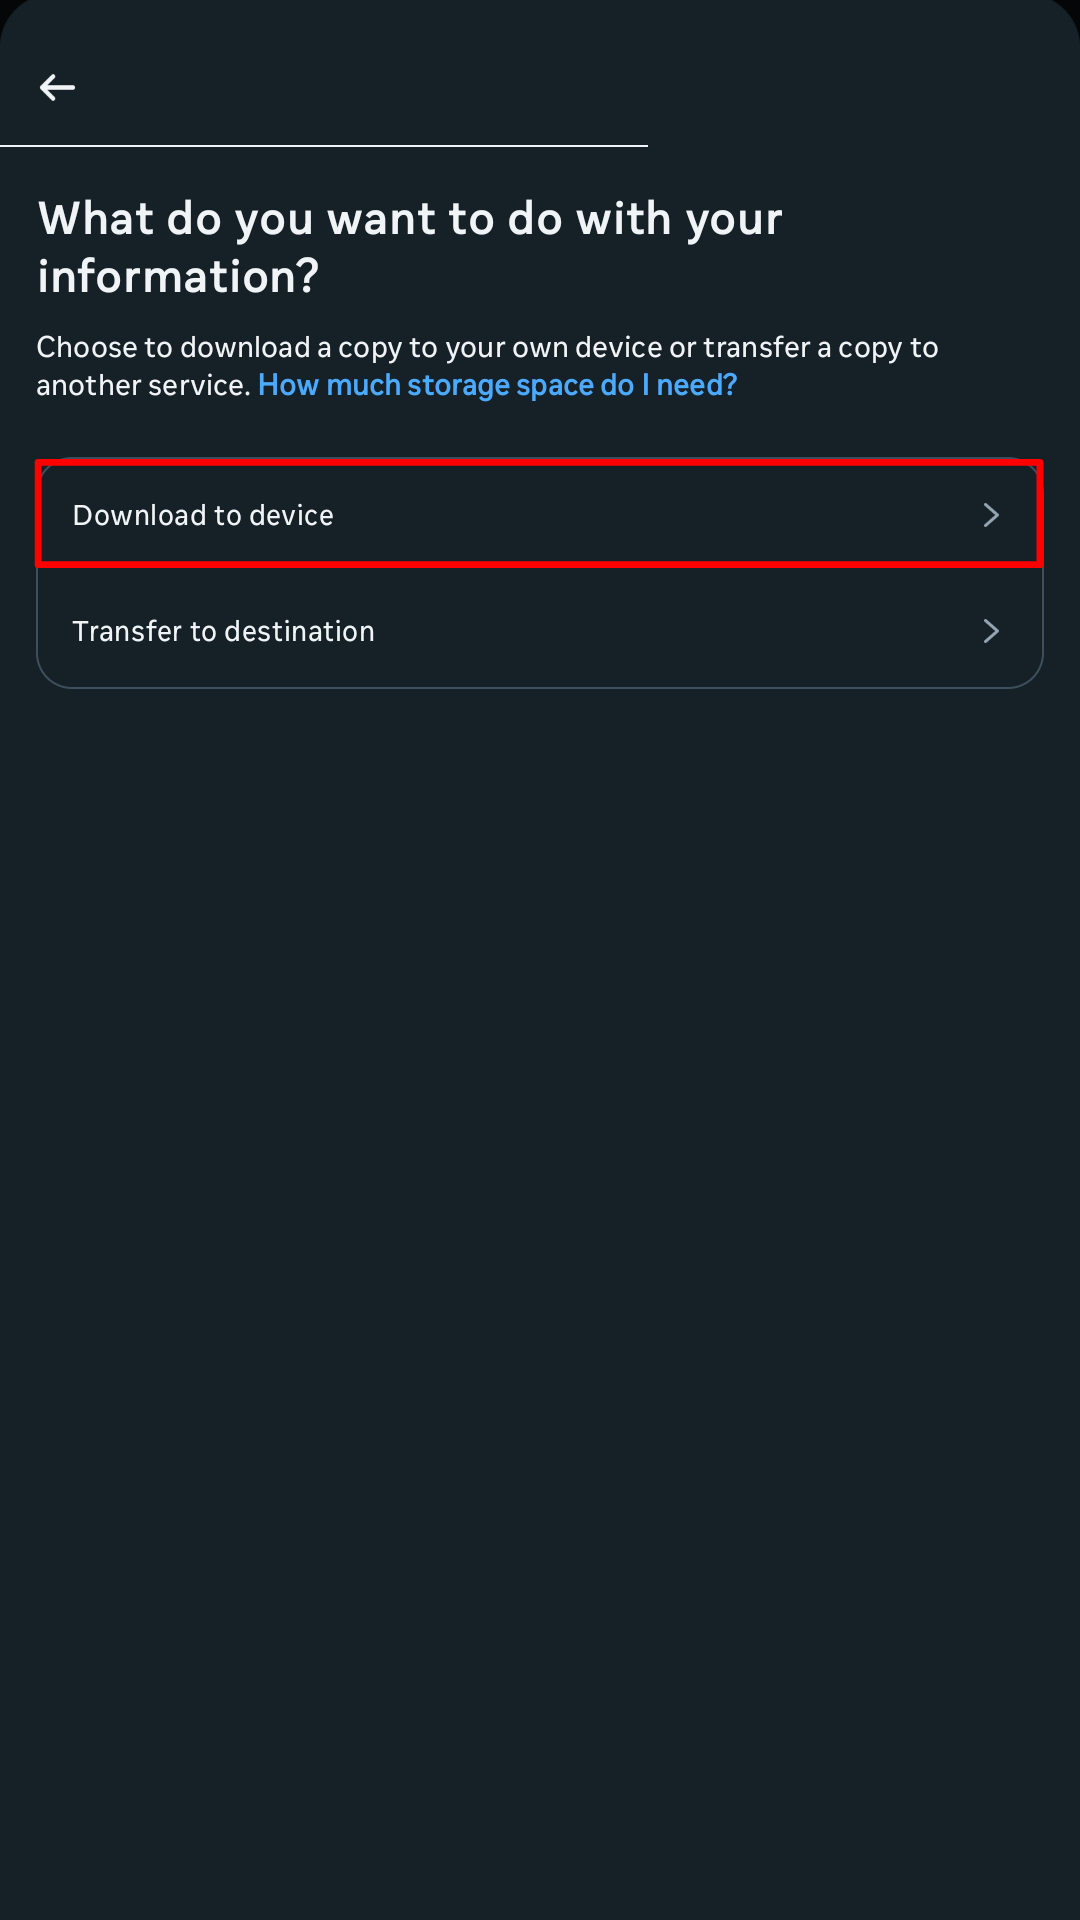 What do you want to do with your
information?
Choose to download a copy to your own device or transfer a copy to
another service. How much storage space do I need?
Download to device
Transfer to destination